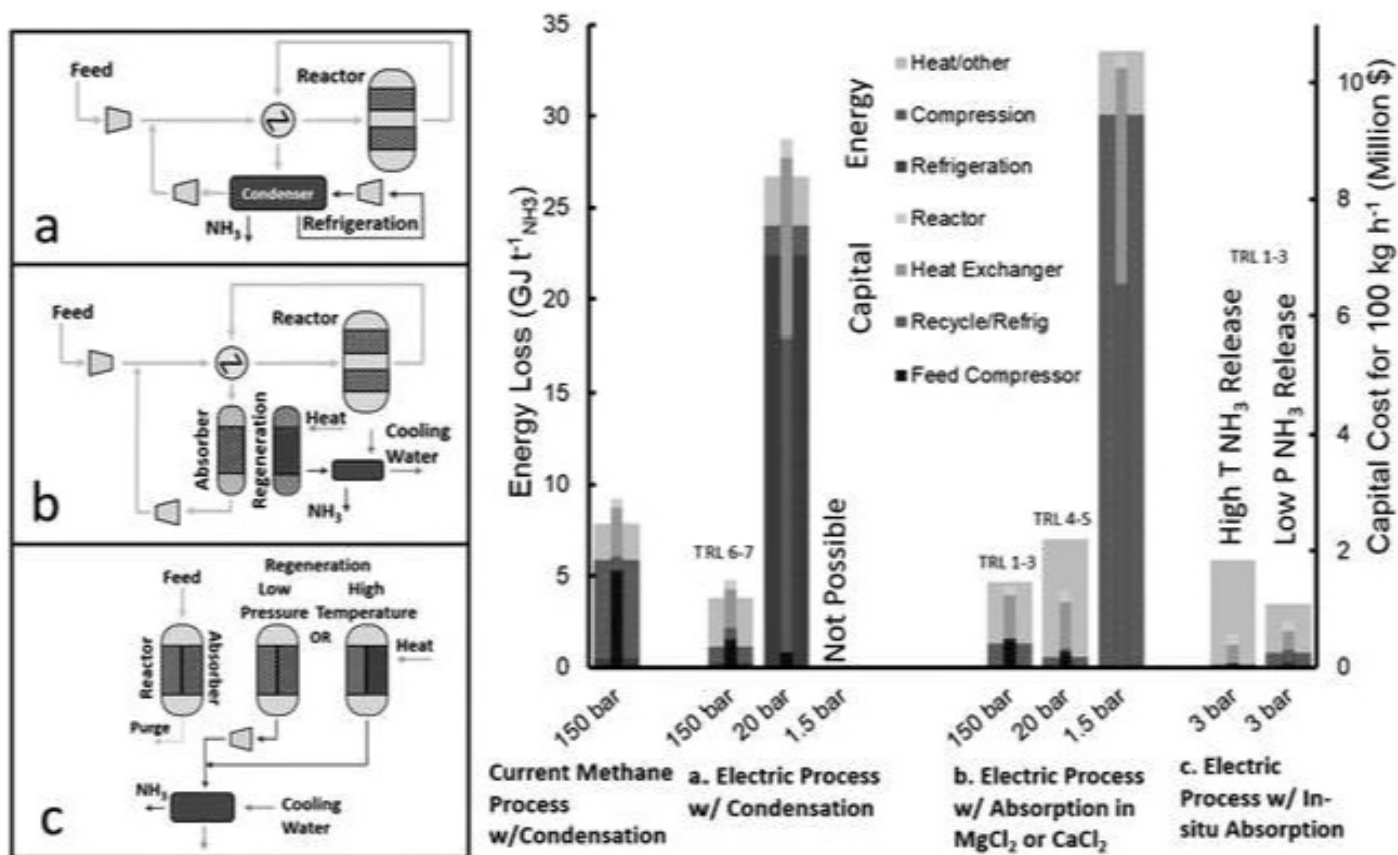 Feed
Reactor
Condenser
Refrigeration
NH3
a
Feed
Reactor
Absorber
Regeneration
Heat
Cooling
Water
NH3
b
Regeneration
Feed
Low
High
Pressure
Temperature
OR
Reactor
Absorber
Heat
Purge
NH3
Cooling
Water
c
Energy Loss (GJ t-1NH3)
35
30
25
20
15
10
5
0
Heat/other
Compression
Refrigeration
Reactor
Heat Exchanger
Recycle/Refrig
Feed Compressor
Energy
Capital
TRL 6-7
Not Possible
TRL 1-3
TRL 4-5
TRL 1-3
High T NH3 Release
Low P NH3 Release
10
8
6
4
2
0
Capital Cost for 100 kg h-1 (Million $)
150 bar
150 bar
20 bar
1.5 bar
150 bar
20 bar
1.5 bar
3 bar
3 bar
Current Methane
Process
w/Condensation
a. Electric Process
w/ Condensation
b. Electric Process
w/ Absorption in
MgCl2 or CaCl2
c. Electric
Process w/ In-
situ Absorption